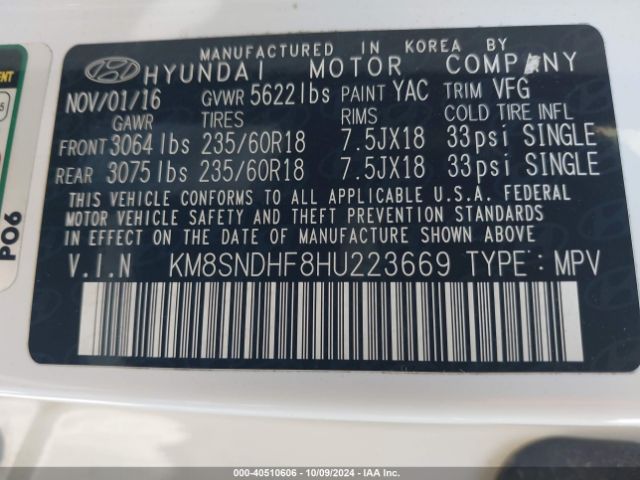 MANUFACTURED IN KOREA BY
HYUNDAI MOTOR COMPANY
NOV/01/16 GVWR 5622lbs PAINT YAC TRIM VFG
GAWR TIRES RIMS COLD TIRE INFL
FRONT 3064lbs 235/60R18 7.5JX18 33psi SINGLE
REAR 3075lbs 235/60R18 7.5JX18 33psi SINGLE
THIS VEHICLE CONFORMS TO ALL APPLICABLE U.S.A. FEDERAL
MOTOR VEHICLE SAFETY AND THEFT PREVENTION STANDARDS
IN EFFECT ON THE DATE OF MANUFACTURE SHOWN ABOVE
V.I.N KM8SNDHF8HU223669 TYPE : MPV
PO6
000-40510606 - 10/09/2024 - IAA Inc.